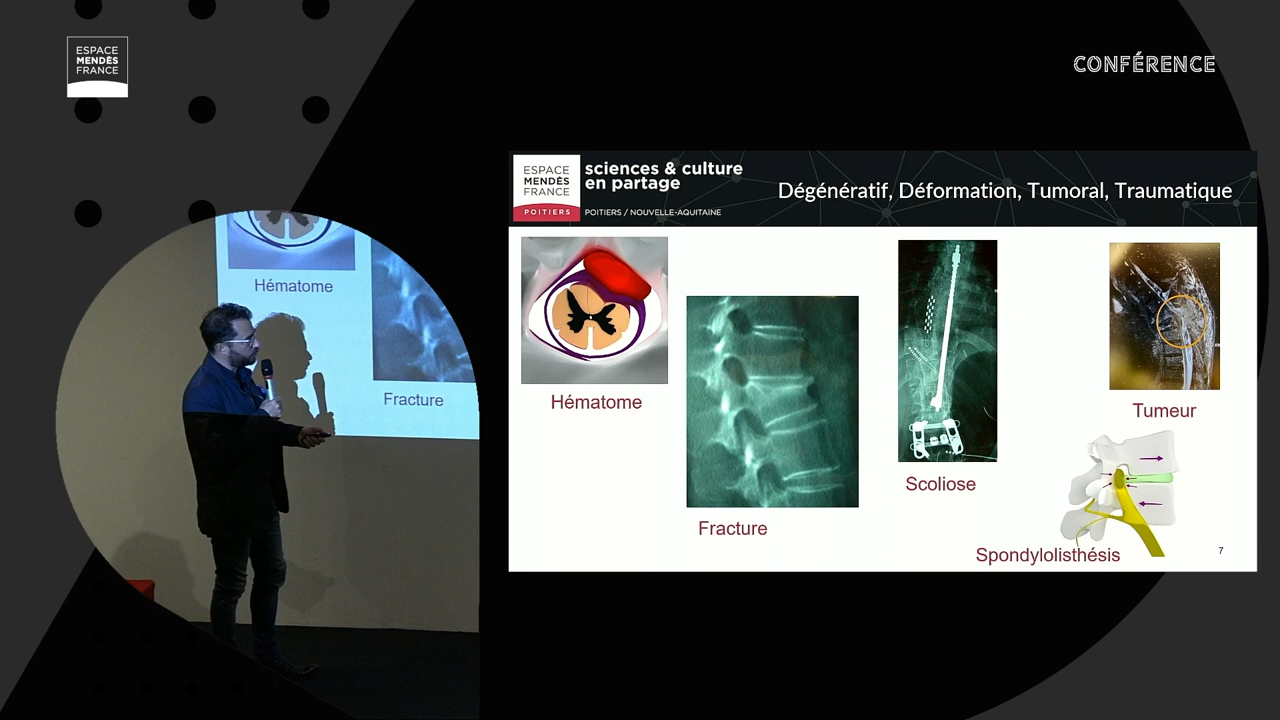 ESPACE
MENDÈS
FRANCE
CONFÉRENCE
Hématome
Fracture
ESPACE
MENDÈS
FRANCE
POITIERS
sciences & culture
en partage
POITIERS / NOUVELLE-AQUITAINE
Dégénératif, Déformation, Tumoral, Traumatique
Hématome
Fracture
Scoliose
Tumeur
Spondylolisthésis
7